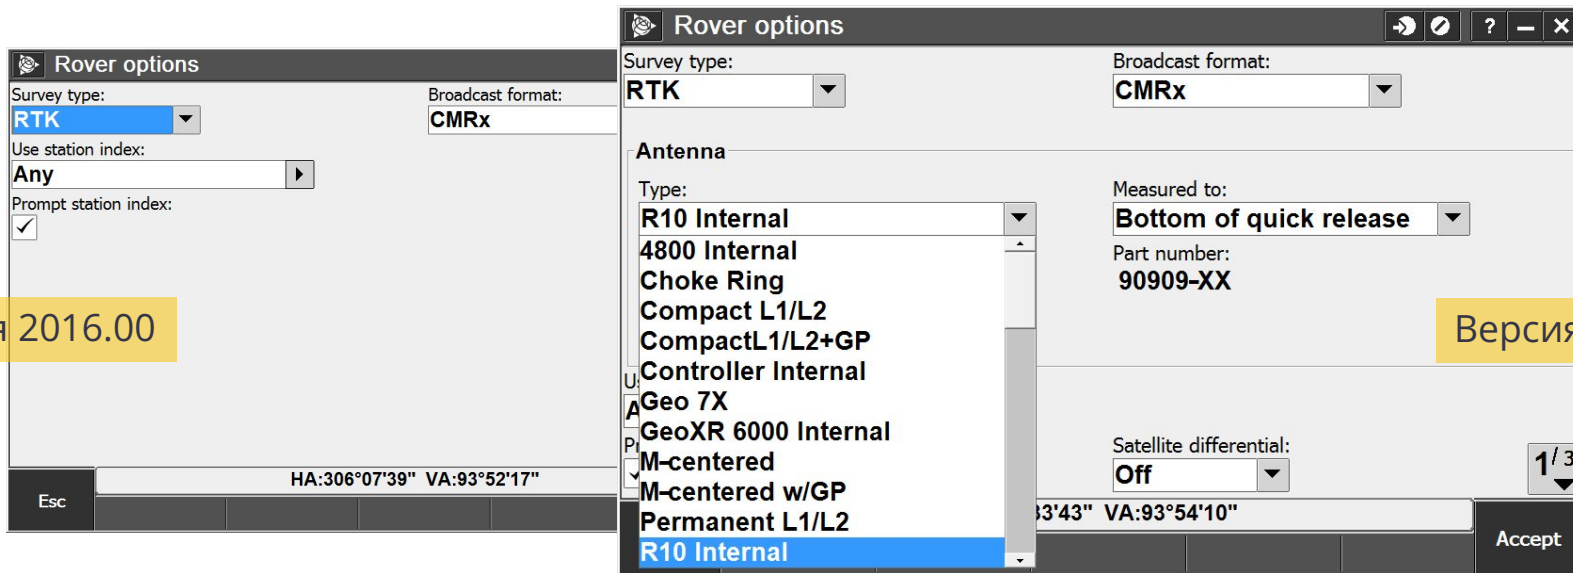 Rover options
Survey type:
Broadcast format:
RTK
CMRx
Use station index:
Any
Prompt station index:
2016.00
HA:306°07'39" VA:93°52'17"
Esc
Rover options
?
Survey type:
Broadcast format:
RTK
CMRx
Antenna
Type:
Measured to:
R10 Internal
Bottom of quick release
4800 Internal
Part number:
Choke Ring
90909-XX
Compact L1/L2
CompactL1/L2+GP
Версия
Controller Internal
Geo 7X
GeoXR 6000 Internal
Satellite differential:
M-centered
Off
1/3
M-centered w/GP
Permanent L1/L2
33'43" VA:93°54'10"
R10 Internal
Accept